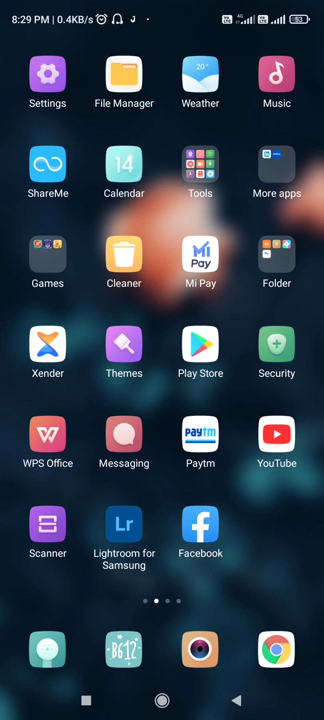 8:29 PM | 0.4KB/s
53
Settings
File Manager
20°
Weather
Music
ShareMe
14
Calendar
Tools
More apps
Games
Cleaner
Mi
Pay
Mi Pay
Folder
Xender
Themes
Play Store
Security
WPS Office
Messaging
paytm
Paytm
YouTube
Scanner
Lr
Lightroom for
Samsung
Facebook
B612